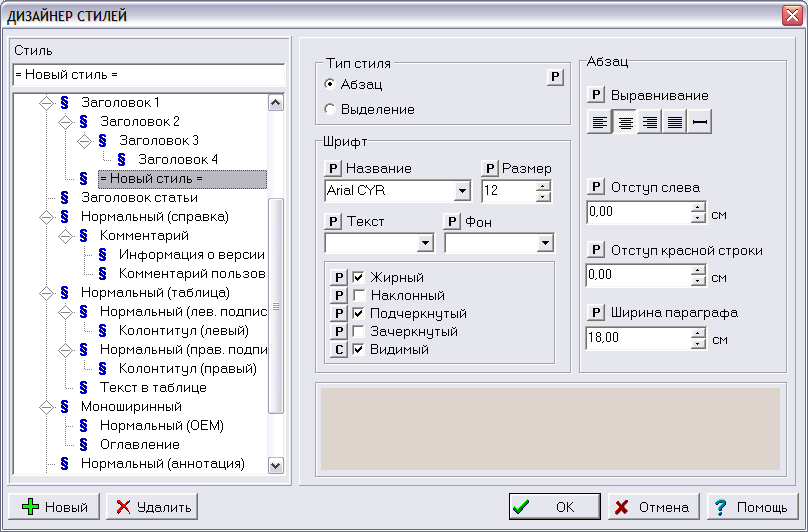 ДИЗАЙНЕР СТИЛЕЙ
Стиль
= Новый стиль =
§ Заголовок 1
§ Заголовок 2
§ Заголовок 3
§ Заголовок 4
§ = Новый стиль =
§ Заголовок статьи
§ Нормальный (справка)
§ Комментарий
§ Информация о версии
§ Комментарий пользов
§ Нормальный (таблица)
§ Нормальный (лев. подпис
§ Колонтитул (левый)
§ Нормальный (прав. подпи
§ Колонтитул (правый)
§ Текст в таблице
§ Моноширинный
§ Нормальный (OEM)
§ Оглавление
§ Нормальный (аннотация)
Новый
Удалить
Тип стиля
Р
Абзац
Выделение
Шрифт
Р Название
Р Размер
Arial CYR
12
Р Текст
Р Фон
Р Жирный
Р Наклонный
Р Подчеркнутый
Р Зачеркнутый
С Видимый
Абзац
Р Выравнивание
Р Отступ слева
0,00 см
Р Отступ красной строки
0,00 см
Р Ширина параграфа
18,00 см
OK
Отмена
? Помощь